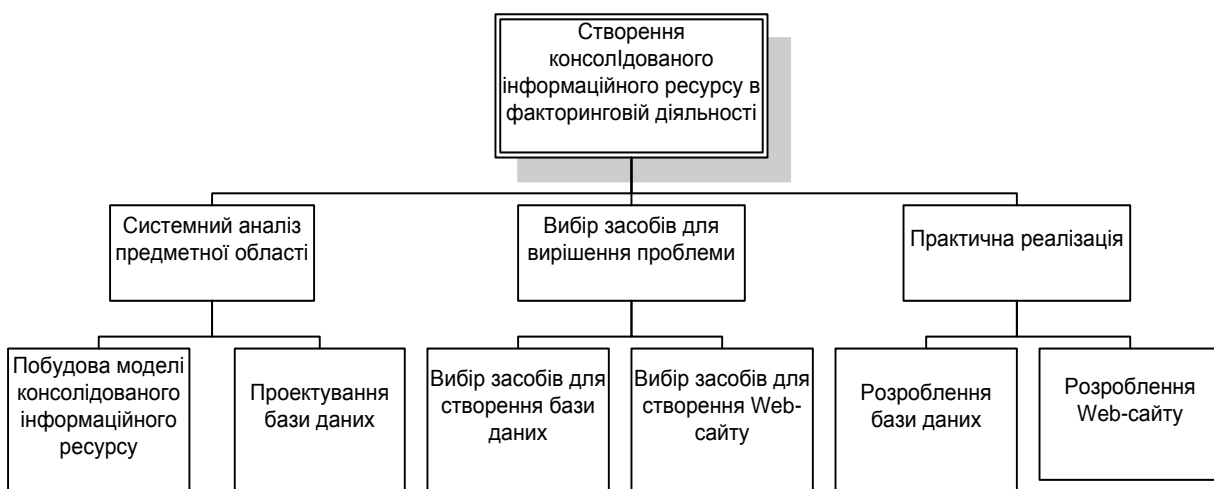 Створення
консолІдованого
інформаційного ресурсу в
факторинговій діяльності
Системний аналіз
предметної області
Вибір засобів для
вирішення проблеми
Практична реалізація
Побудова моделі
консолідованого
інформаційного
ресурсу
Проектування
бази даних
Вибір засобів для
створення бази
даних
Вибір засобів для
створення Web-
сайту
Розроблення
бази даних
Розроблення
Web-сайту